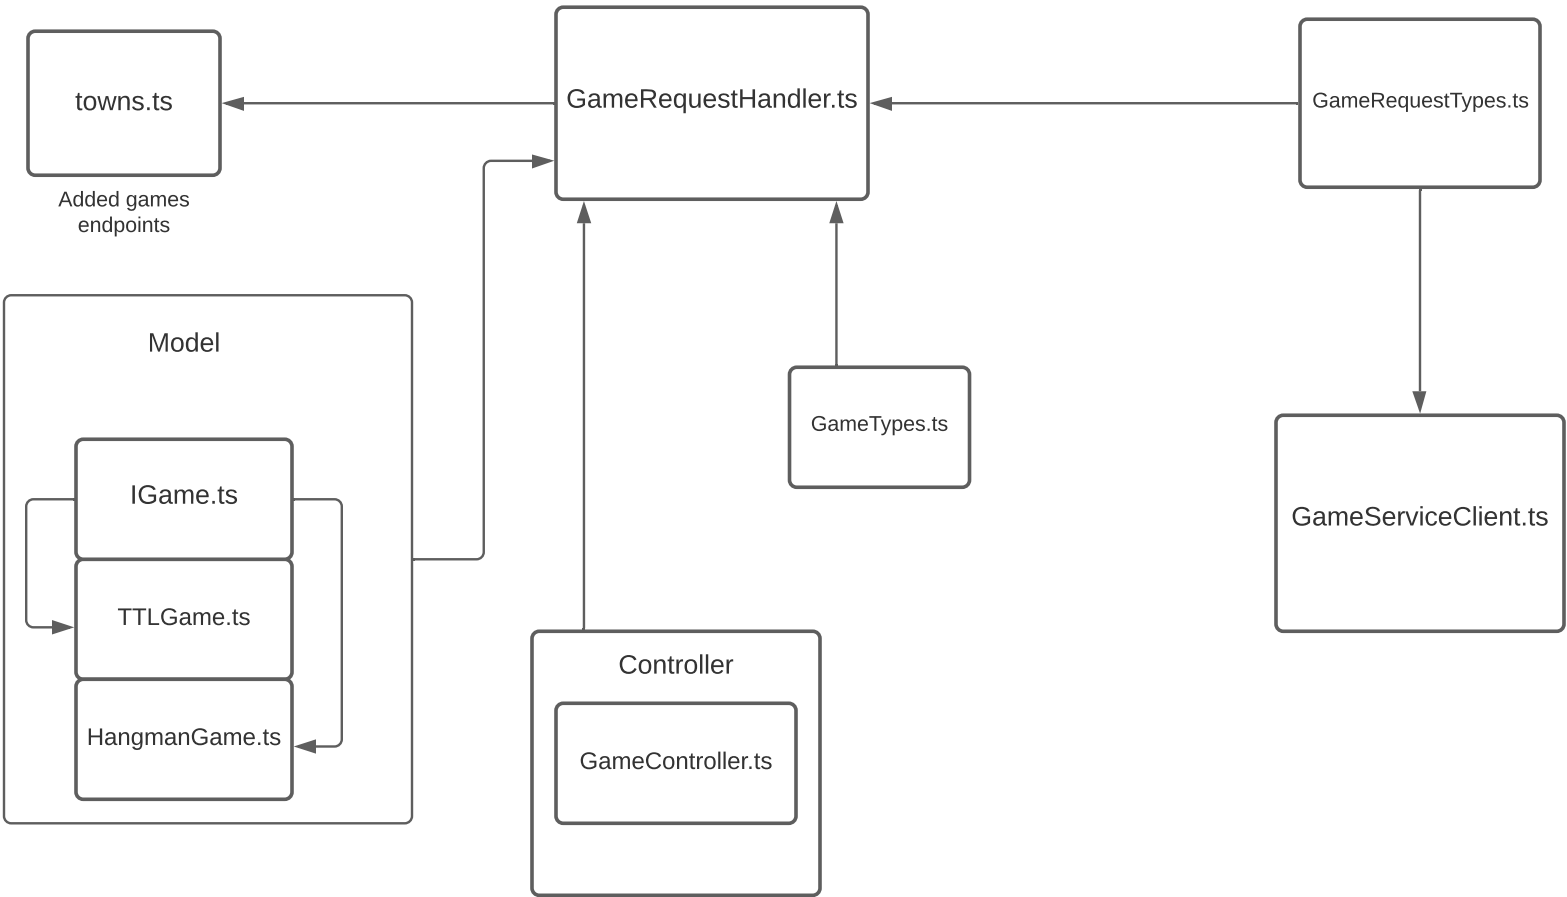 towns.ts
Added games
endpoints
GameRequestHandler.ts
GameRequestTypes.ts
Model
IGame.ts
TTLGame.ts
HangmanGame.ts
GameTypes.ts
GameServiceClient.ts
Controller
GameController.ts